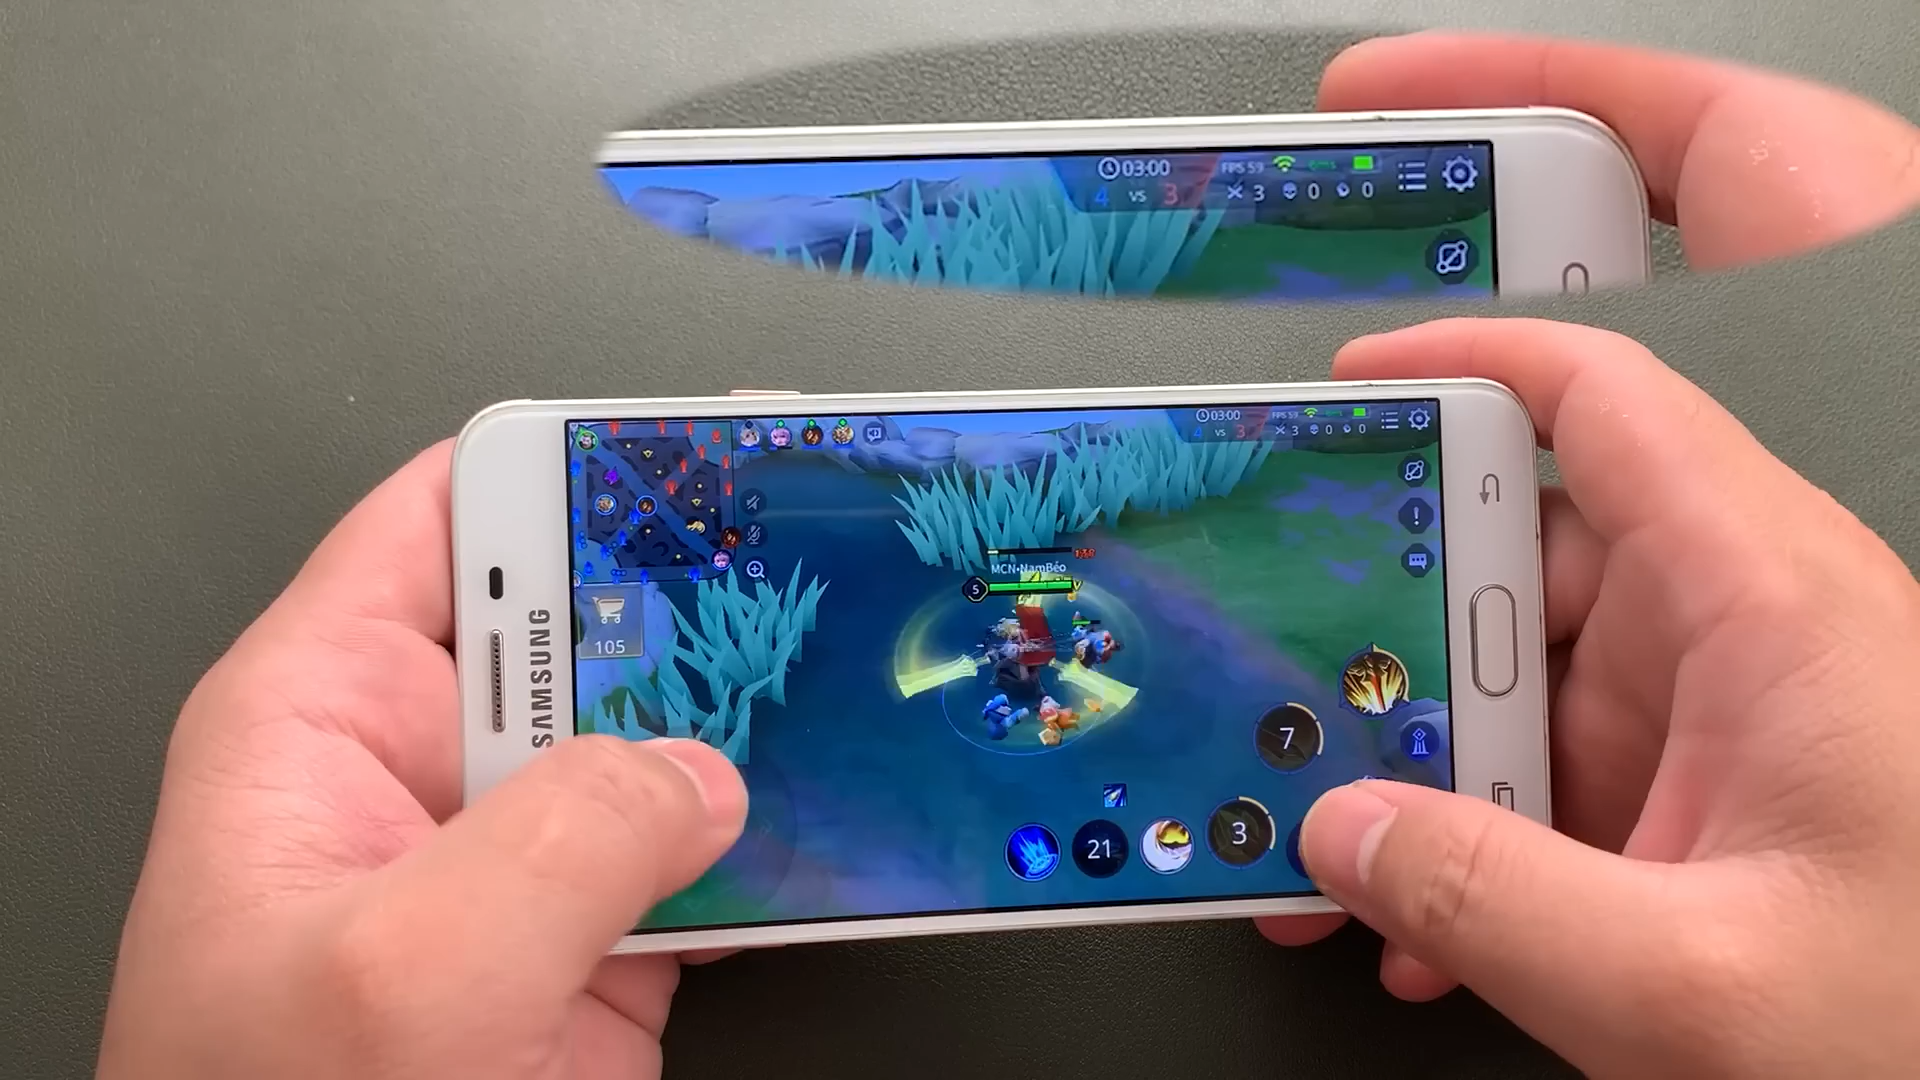 03:00
FPS 59
4 vs 3
3 0 0
03:00
FPS 59
4 vs 3
3 0 0
138
MCN•NamBéo
5
105
SAMSUNG
7
3
21